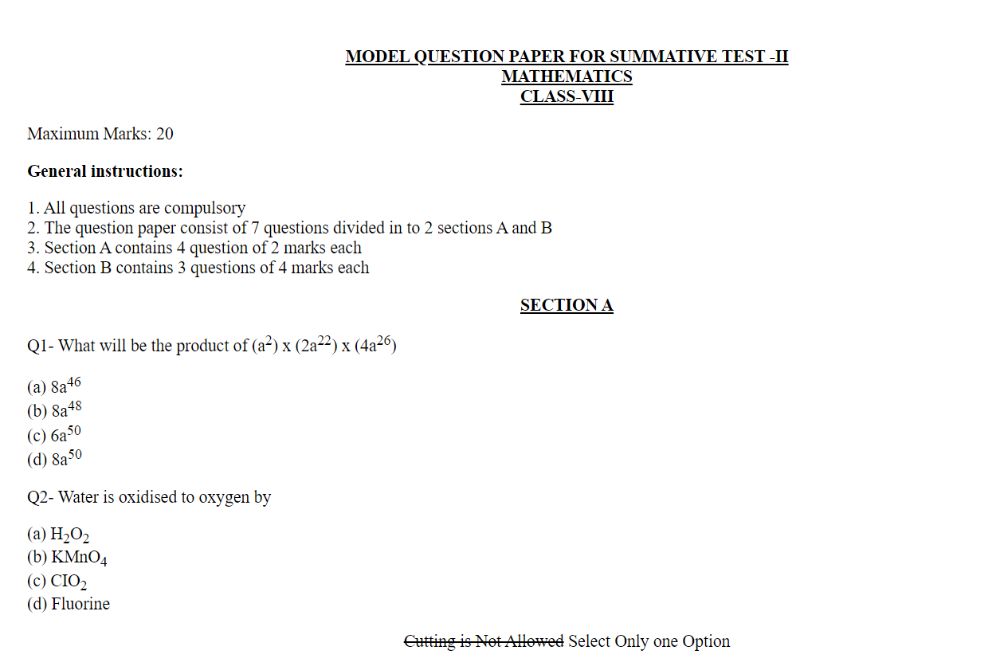 MODEL QUESTION PAPER FOR SUMMATIVE TEST -II
MATHEMATICS
CLASS-VIII
Maximum Marks: 20
General instructions:
1. All questions are compulsory
2. The question paper consist of 7 questions divided in to 2 sections A and B
3. Section A contains 4 question of 2 marks each
4. Section B contains 3 questions of 4 marks each
SECTION A
Q1- What will be the product of (a²) x (2a²²) x (4a²⁶)
(a) 8a⁴⁶
(b) 8a⁴⁸
(c) 6a⁵⁰
(d) 8a⁵⁰
Q2- Water is oxidised to oxygen by
(a) H₂O₂
(b) KMnO₄
(c) CIO₂
(d) Fluorine
Cutting is Not Allowed Select Only one Option